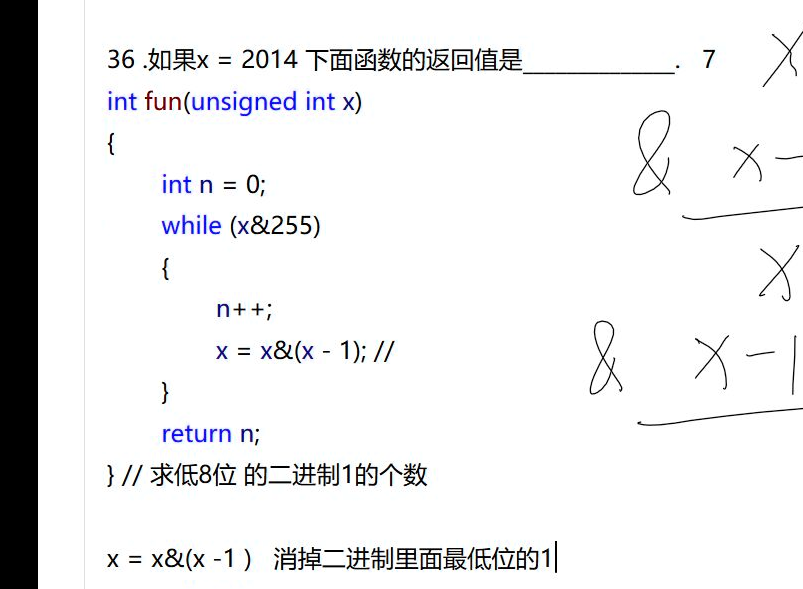 36 .如果x = 2014 下面函数的返回值是______________. 7
int fun(unsigned int x)
{
int n = 0;
while (x&255)
{
n++;
x = x&(x - 1); //
}
return n;
} // 求低8位 的二进制1的个数
x = x&(x -1 ) 消掉二进制里面最低位的1
x
& x-
x
& x-1